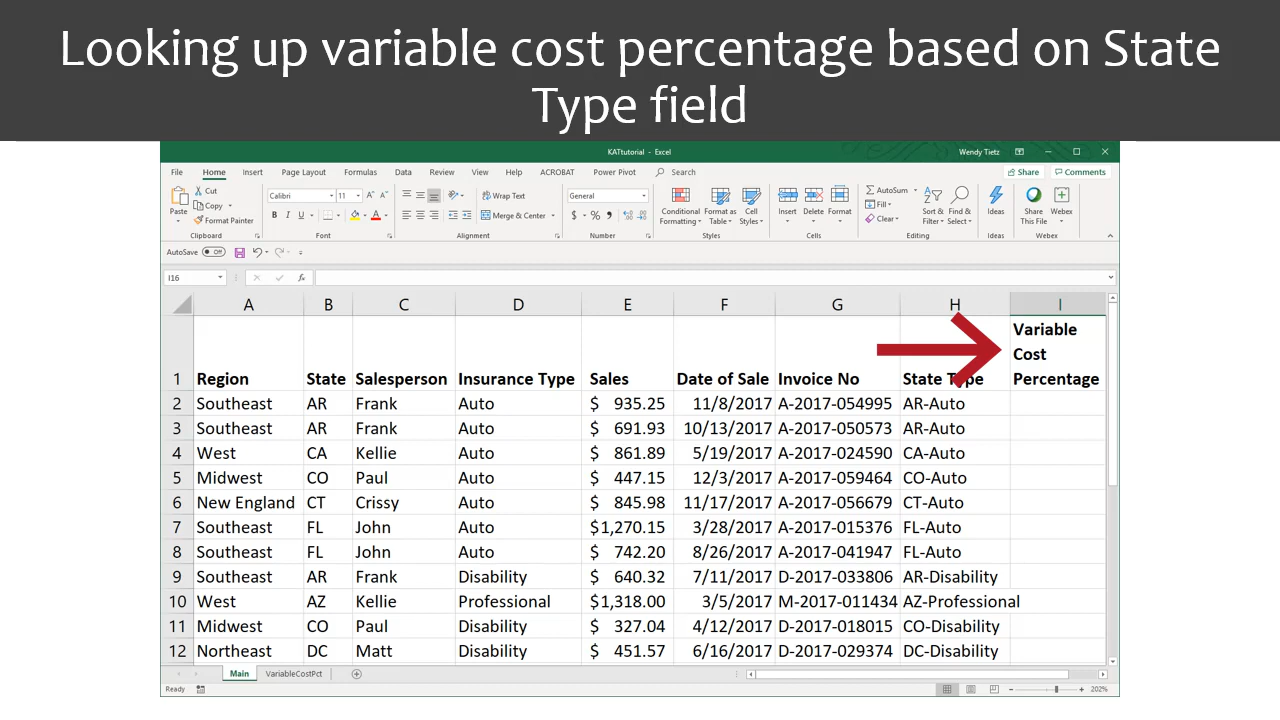 Looking up variable cost percentage based on State
Type field
KATtutorial - Excel
Wendy Tietz
File Home Insert Draw Page Layout Formulas Data Review View Help ACROBAT Power Pivot Search Share Comments
Paste Cut Copy Format Painter
Calibri 11 B I U A
Wrap Text Merge & Center
General $ % ,
Conditional Formatting Format as Table Cell Styles
Insert Delete Format
AutoSum Fill Clear Sort & Filter Find & Select
Ideas Share This File Webex
Clipboard Font Alignment Number Styles Cells Editing Ideas Webex
AutoSave Off
I16 fx
A B C D E F G H I
Variable
Cost
1 Region State Salesperson Insurance Type Sales Date of Sale Invoice No State Type Percentage
2 Southeast AR Frank Auto $ 935.25 11/8/2017 A-2017-054995 AR-Auto
3 Southeast AR Frank Auto $ 691.93 10/13/2017 A-2017-050573 AR-Auto
4 West CA Kellie Auto $ 861.89 5/19/2017 A-2017-024590 CA-Auto
5 Midwest CO Paul Auto $ 447.15 12/3/2017 A-2017-059464 CO-Auto
6 New England CT Crissy Auto $ 845.98 11/17/2017 A-2017-056679 CT-Auto
7 Southeast FL John Auto $1,270.15 3/28/2017 A-2017-015376 FL-Auto
8 Southeast FL John Auto $ 742.20 8/26/2017 A-2017-041947 FL-Auto
9 Southeast AR Frank Disability $ 640.32 7/11/2017 D-2017-033806 AR-Disability
10 West AZ Kellie Professional $1,318.00 3/5/2017 M-2017-011434 AZ-Professional
11 Midwest CO Paul Disability $ 327.04 4/12/2017 D-2017-018015 CO-Disability
12 Northeast DC Matt Disability $ 451.57 6/16/2017 D-2017-029374 DC-Disability
Main VariableCostPct
Ready 202%